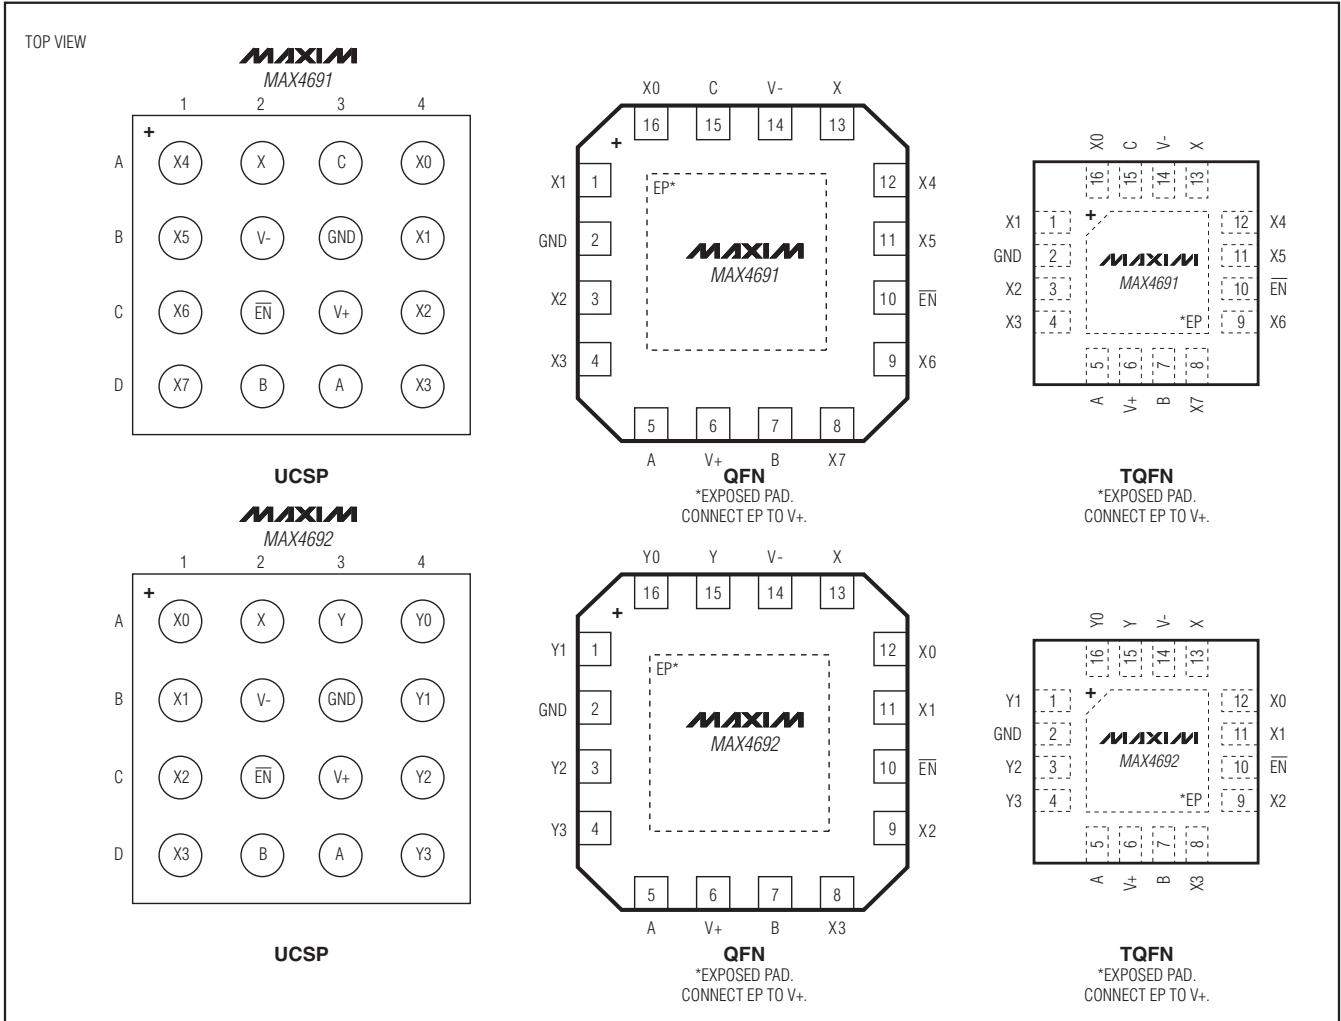 TOP VIEW
MAXIM
MAX4691
1 2 3 4
+
A X4 X C X0
B X5 V- GND X1
C X6 E̅N̅ V+ X2
D X7 B A X3
UCSP
X0 C V- X
16 15 14 13
+
X1 1
GND 2
X2 3
X3 4
EP*
MAXIM
MAX4691
12 X4
11 X5
10 E̅N̅
9 X6
5 6 7 8
A V+ B X7
QFN
*EXPOSED PAD.
CONNECT EP TO V+.
X0 C V- X
16 15 14 13
+
X1 1
GND 2
X2 3
X3 4
MAXIM
MAX4691
*EP
12 X4
11 X5
10 E̅N̅
9 X6
5 6 7 8
A V+ B X7
TQFN
*EXPOSED PAD.
CONNECT EP TO V+.
MAXIM
MAX4692
1 2 3 4
+
A X0 X Y Y0
B X1 V- GND Y1
C X2 E̅N̅ V+ Y2
D X3 B A Y3
UCSP
Y0 Y V- X
16 15 14 13
+
Y1 1
GND 2
Y2 3
Y3 4
EP*
MAXIM
MAX4692
12 X0
11 X1
10 E̅N̅
9 X2
5 6 7 8
A V+ B X3
QFN
*EXPOSED PAD.
CONNECT EP TO V+.
Y0 Y V- X
16 15 14 13
+
Y1 1
GND 2
Y2 3
Y3 4
MAXIM
MAX4692
*EP
12 X0
11 X1
10 E̅N̅
9 X2
5 6 7 8
A V+ B X3
TQFN
*EXPOSED PAD.
CONNECT EP TO V+.